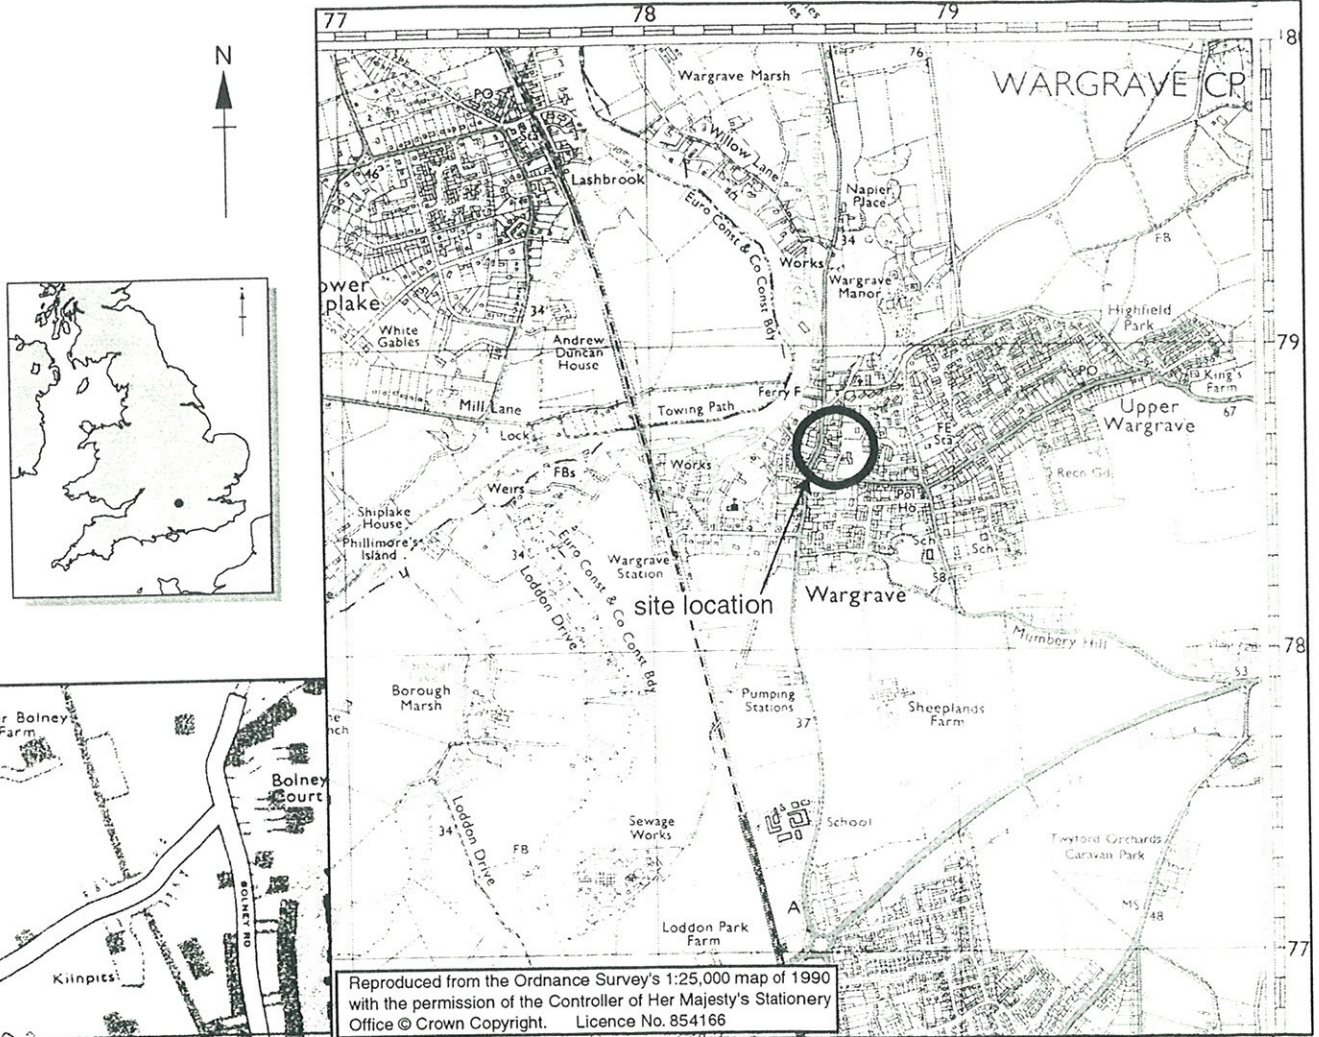 77
78
79
N
76
Wargrave Marsh
WARGRAVE CP
PO
Sta
Willow Lane
46
Lashbrook
Napier
Place
Euro Const & Co Const Bdy
34
FB
Works
Wargrave
Manor
ower
plake
34
White
Gables
Andrew
Duncan
House
Highfield
Park
79
PO
King's
Farm
67
Ferry F
Mill Lane
Towing Path
Upper
Wargrave
Lock
FE
Sta
Works
FBs
Weirs
Recn Gd
Pol
Ho
Shiplake
House
Phillimore's
Island
34
Euro Const & Co Const Bdy
Loddon Drive
Wargrave
Station
Sch
Sch
58
site location
Wargrave
Mumbery Hill
78
53
Borough
Marsh
Pumping
Stations
37
Sheeplands
Farm
r Bolney
Farm
Bolney
Court
34
Loddon Drive
FB
Sewage
Works
School
Twyford Orchards
Caravan Park
MS
48
BOLNEY RD
A
Loddon Park
Farm
77
Kilnpits
Reproduced from the Ordnance Survey's 1:25,000 map of 1990
with the permission of the Controller of Her Majesty's Stationery
Office © Crown Copyright. Licence No. 854166